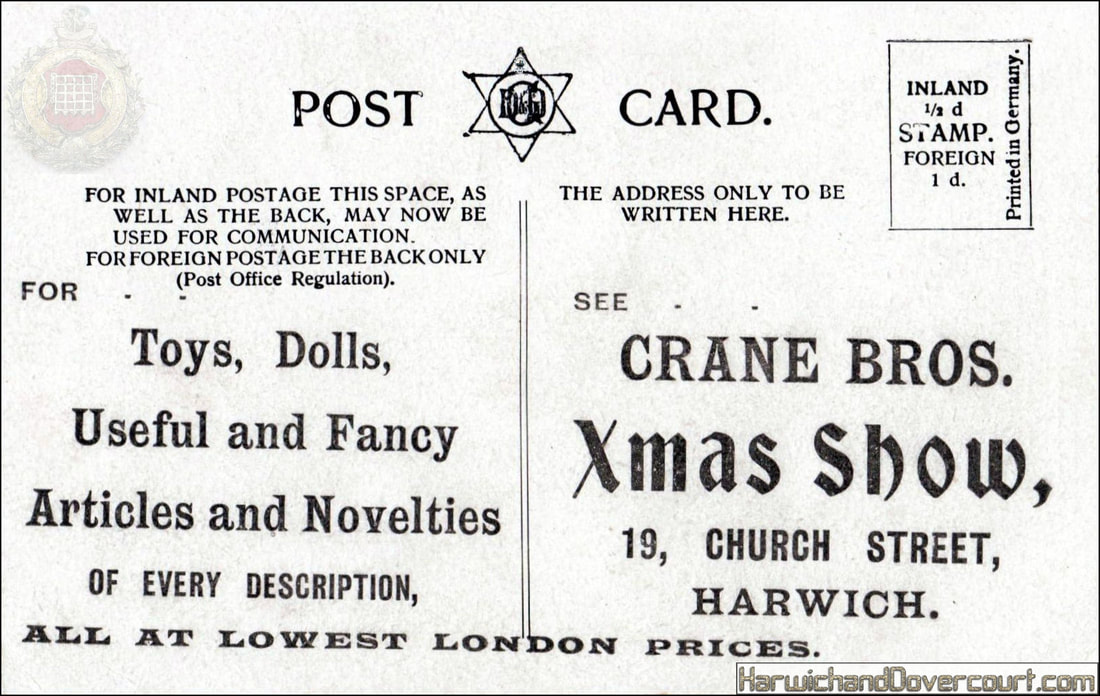 POST CARD.
INLAND
½ d
STAMP.
FOREIGN
1 d.
Printed in Germany.
FOR INLAND POSTAGE THIS SPACE, AS
WELL AS THE BACK, MAY NOW BE
USED FOR COMMUNICATION.
FOR FOREIGN POSTAGE THE BACK ONLY
(Post Office Regulation).
THE ADDRESS ONLY TO BE
WRITTEN HERE.
FOR - -
Toys, Dolls,
Useful and Fancy
Articles and Novelties
OF EVERY DESCRIPTION,
SEE - -
CRANE BROS.
Xmas Show,
19, CHURCH STREET,
HARWICH.
ALL AT LOWEST LONDON PRICES.
HarwichandDovercourt.com